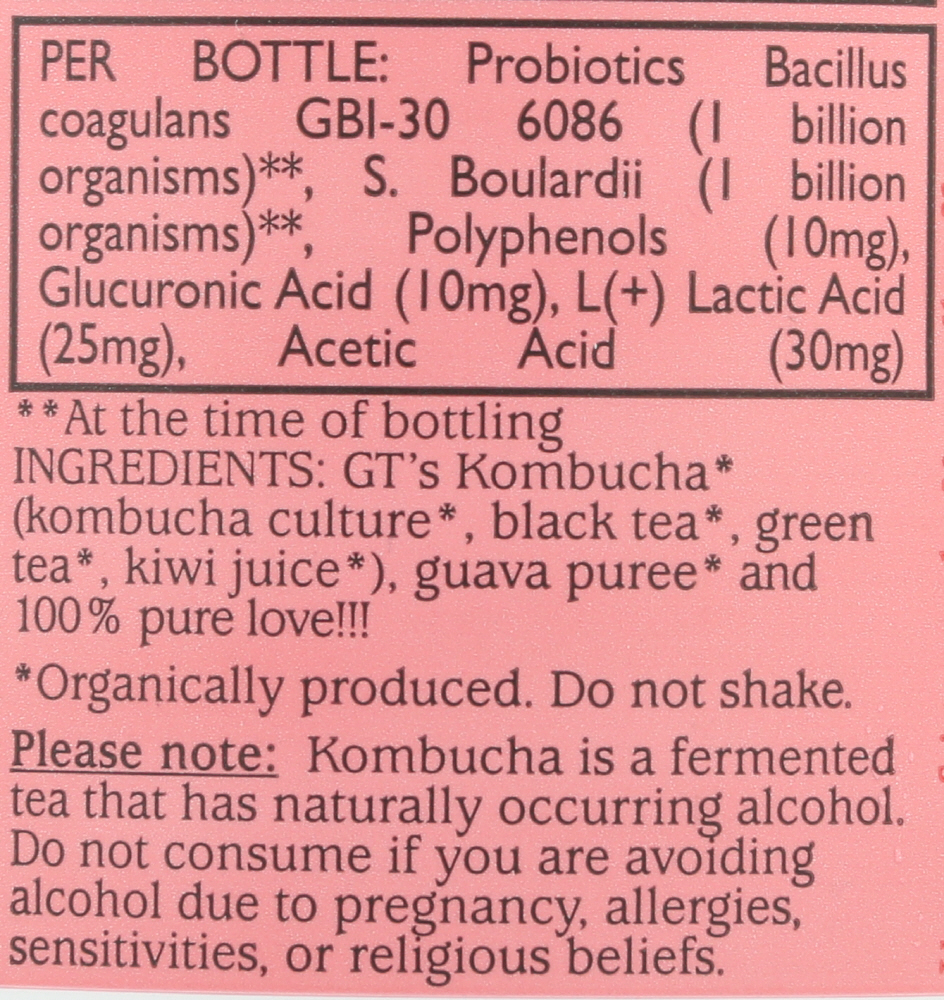 PER BOTTLE: Probiotics Bacillus
coagulans GBI-30 6086 (1 billion
organisms)**, S. Boulardii (1 billion
organisms)**, Polyphenols (10mg),
Glucuronic Acid (10mg), L(+) Lactic Acid
(25mg), Acetic Acid (30mg)
**At the time of bottling
INGREDIENTS: GT's Kombucha*
(kombucha culture*, black tea*, green
tea*, kiwi juice*), guava puree* and
100% pure love!!!
*Organically produced. Do not shake.
Please note: Kombucha is a fermented
tea that has naturally occurring alcohol.
Do not consume if you are avoiding
alcohol due to pregnancy, allergies,
sensitivities, or religious beliefs.